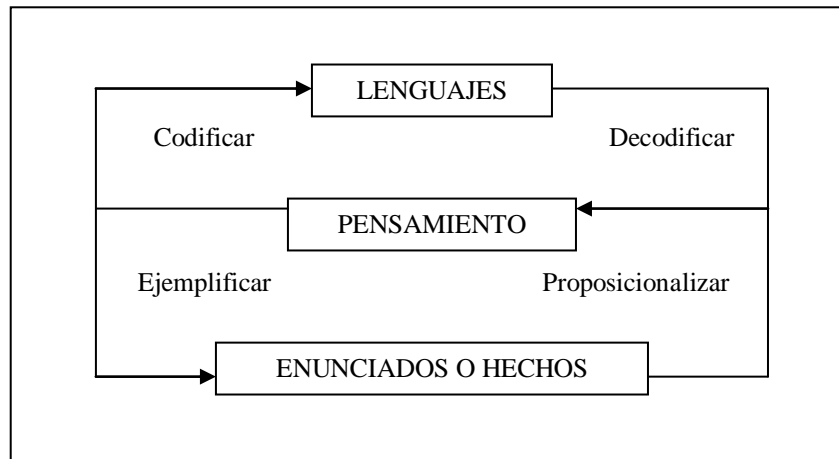 LENGUAJES
Codificar
Decodificar
PENSAMIENTO
Ejemplificar
Proposicionalizar
ENUNCIADOS O HECHOS